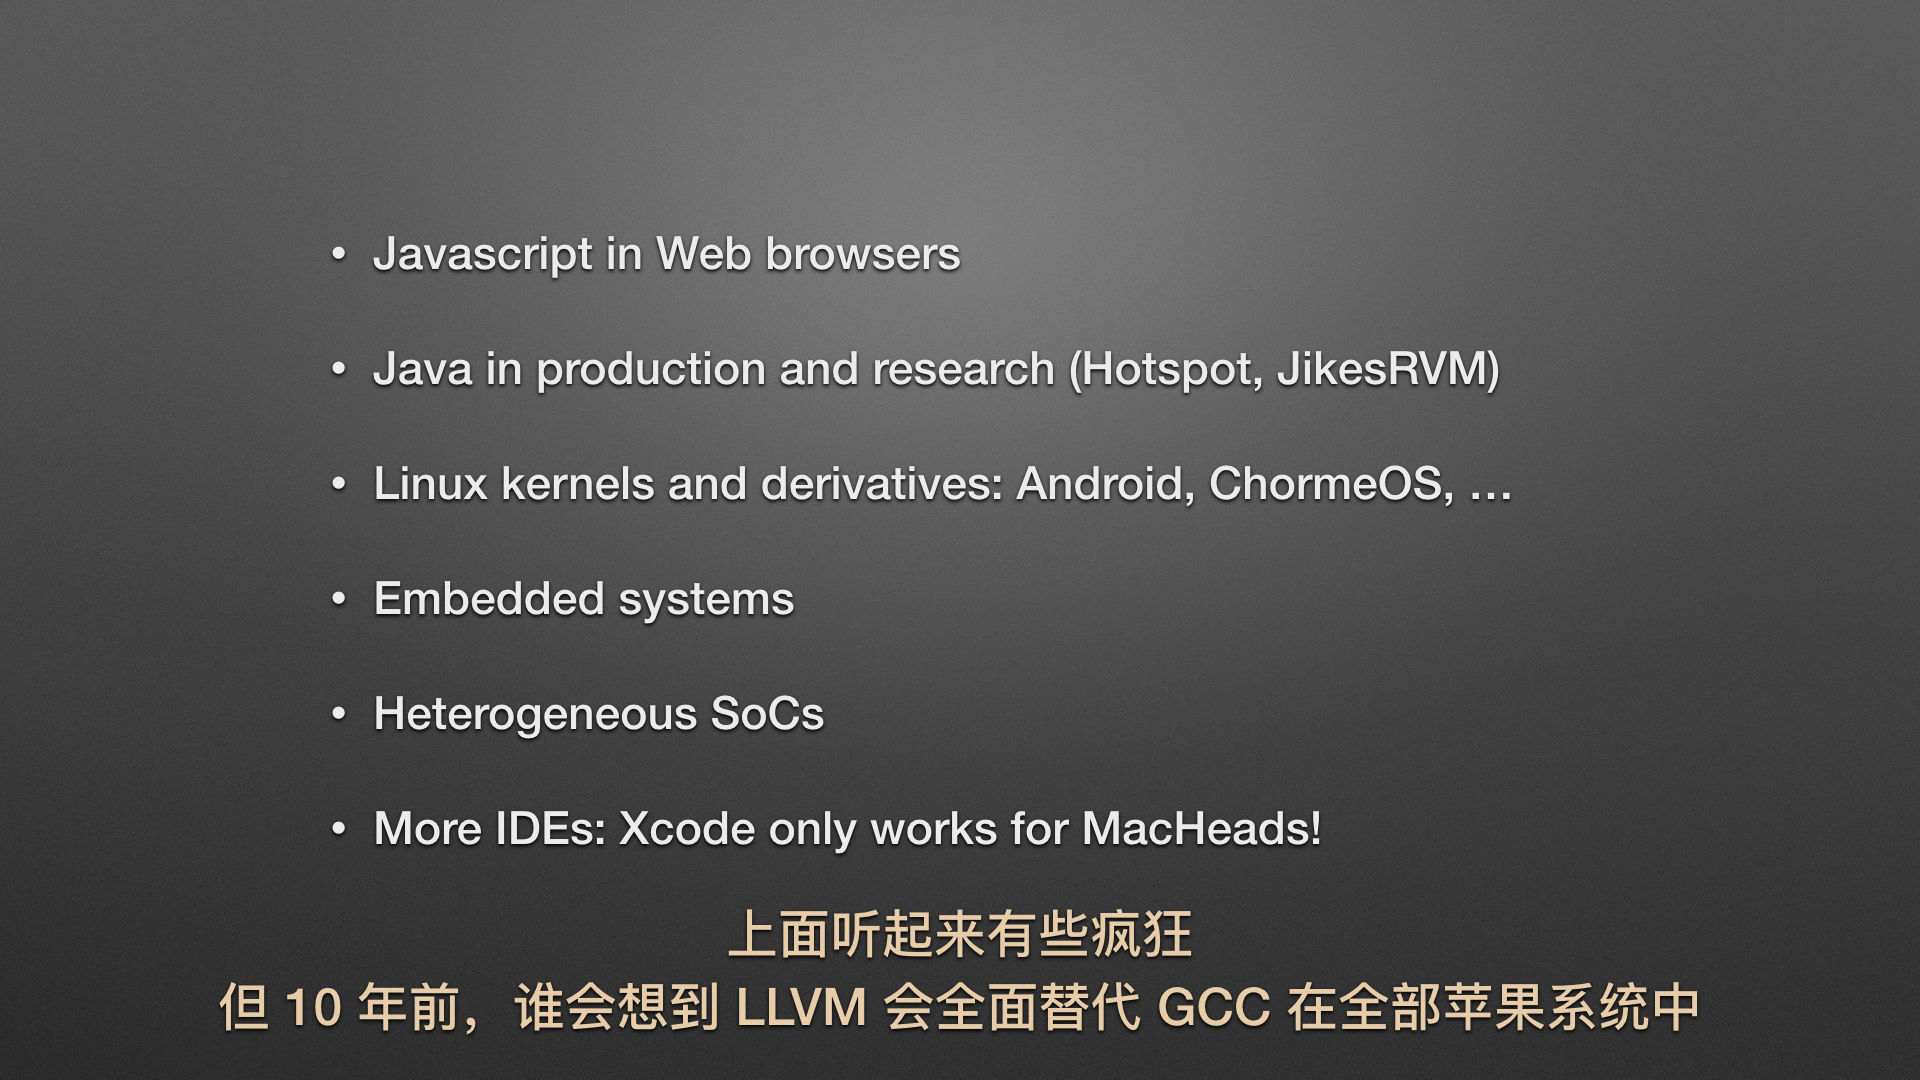 • Javascript in Web browsers
• Java in production and research (Hotspot, JikesRVM)
• Linux kernels and derivatives: Android, ChormeOS, …
• Embedded systems
• Heterogeneous SoCs
• More IDEs: Xcode only works for MacHeads!
上面听起来有些疯狂
但 10 年前，谁会想到 LLVM 会全面替代 GCC 在全部苹果系统中